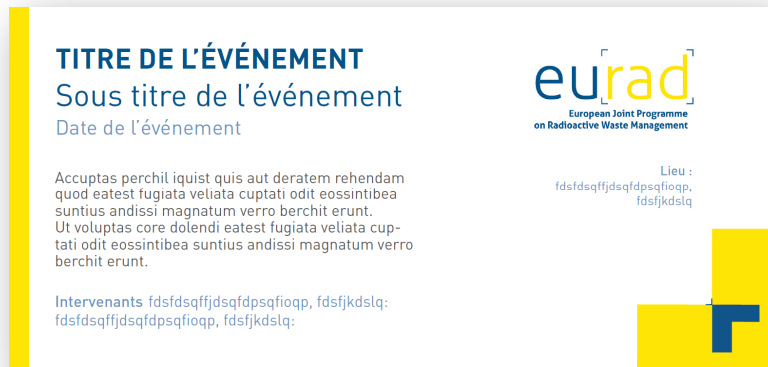 TITRE DE L'ÉVÉNEMENT
Sous titre de l'événement
Date de l'événement
eurad
European Joint Programme
on Radioactive Waste Management
Accuptas perchil iquist quis aut deratem rehendam
quod eatest fugiata veliata cuptati odit eossintibea
suntius andissi magnatum verro berchit erunt.
Ut voluptas core dolendi eatest fugiata veliata cup-
tati odit eossintibea suntius andissi magnatum verro
berchit erunt.
Lieu :
fdsfdsqffjdsqfdpsqfioqp,
fdsfjkdslq
Intervenants fdsfdsqffjdsqfdpsqfioqp, fdsfjkdslq:
fdsfdsqffjdsqfdpsqfioqp, fdsfjkdslq: